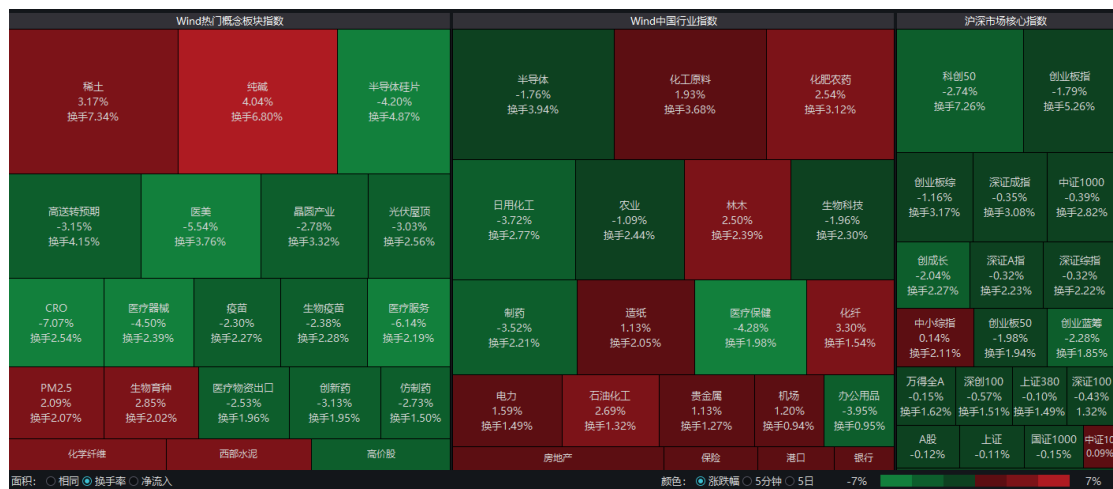 Wind热门概念板块指数
稀土
3.17%
换手7.34%
纯碱
4.04%
换手6.80%
半导体硅片
-4.20%
换手4.87%
高送转预期
-3.15%
换手4.15%
医美
-5.54%
换手3.76%
晶圆产业
-2.78%
换手3.32%
光伏屋顶
-3.03%
换手2.56%
CRO
-7.07%
换手2.54%
医疗器械
-4.50%
换手2.39%
疫苗
-2.30%
换手2.27%
生物疫苗
-2.38%
换手2.28%
医疗服务
-6.14%
换手2.19%
PM2.5
2.09%
换手2.07%
生物育种
2.85%
换手2.02%
医疗物资出口
-2.53%
换手1.96%
创新药
-3.13%
换手1.95%
仿制药
-2.73%
换手1.50%
化学纤维
西部水泥
高价股
Wind中国行业指数
半导体
-1.76%
换手3.94%
化工原料
1.93%
换手3.68%
化肥农药
2.54%
换手3.12%
日用化工
-3.72%
换手2.77%
农业
-1.09%
换手2.44%
林木
2.50%
换手2.39%
生物科技
-1.96%
换手2.30%
制药
-3.52%
换手2.21%
造纸
1.13%
换手2.05%
医疗保健
-4.28%
换手1.98%
化纤
3.30%
换手1.54%
电力
1.59%
换手1.49%
石油化工
2.69%
换手1.32%
贵金属
1.13%
换手1.27%
机场
1.20%
换手0.94%
办公用品
-3.95%
换手0.95%
房地产
保险
港口
银行
沪深市场核心指数
科创50
-2.74%
换手7.26%
创业板指
-1.79%
换手5.26%
创业板综
-1.16%
换手3.17%
深证成指
-0.35%
换手3.08%
中证1000
-0.39%
换手2.82%
创成长
-2.04%
换手2.27%
深证A指
-0.32%
换手2.23%
深证综指
-0.32%
换手2.22%
中小综指
0.14%
换手2.11%
创业板50
-1.98%
换手1.94%
创业蓝筹
-2.28%
换手1.85%
万得全A
-0.15%
换手1.62%
深创100
-0.57%
换手1.51%
上证380
-0.10%
换手1.49%
深证100
-0.43%
1.32%
A股
-0.12%
上证
-0.11%
国证1000
-0.15%
中证10
0.09%
面积： 相同 换手率 净流入
颜色： 涨跌幅 5分钟 5日 -7% 7%